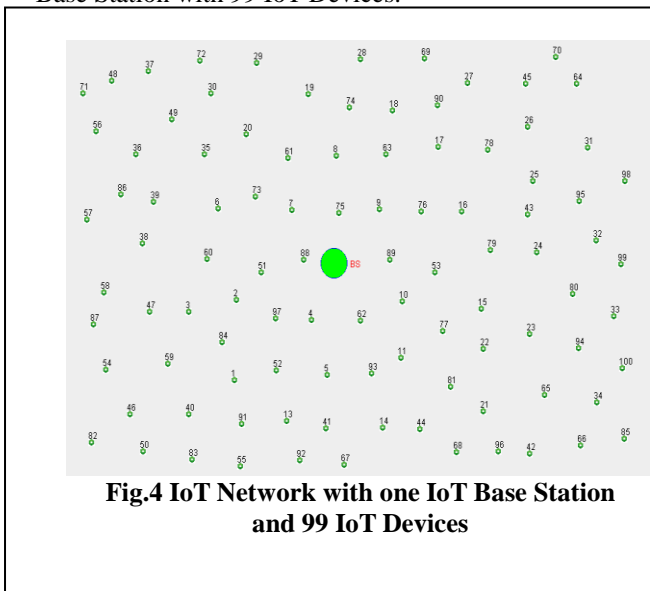 Base Station with 99 IoT Devices.
70
72 29 28 69
37
48 27 45 64
71 30 19
90
74 18
49
26
56 20
17 78 31
36 35 61 8 63
25 98
86 73 95
39
57 6 7 75 9 76 16 43
38 32
79 24
60 88 BS 89 99
51 53
58 80
2 10
47 3 15 33
87 97 4 62
77 23
84 22 94
11
54 59 52 5 93 100
1
81
65
34
46 40 21
91 13 41 14 44
82 85
50 68 96 42 66
83 55 92 67
Fig.4 IoT Network with one IoT Base Station
and 99 IoT Devices